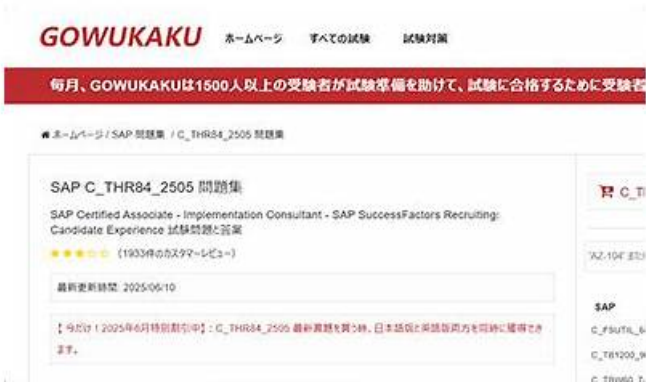 GOWUKAKU ホームページ すべての試験 試験対策
毎月、GOWUKAKUは1500人以上の受験者が試験準備を助けて、試験に合格するために受験者
ホームページ / SAP 問題集 / C_THR84_2505 問題集
SAP C_THR84_2505 問題集
SAP Certified Associate - Implementation Consultant - SAP SuccessFactors Recruiting:
Candidate Experience 試験問題と答案
(1933件のカスタマーレビュー)
最新更新時間: 2025/06/10
【 今だけ！2025年6月特別割引中】: C_THR84_2505 最新真題を買う時、日本語版と英語版両方を同時に獲得でき
ます。
C_T
'AZ-104'
SAP
C_FSUTIL_6
C_TB1200_9